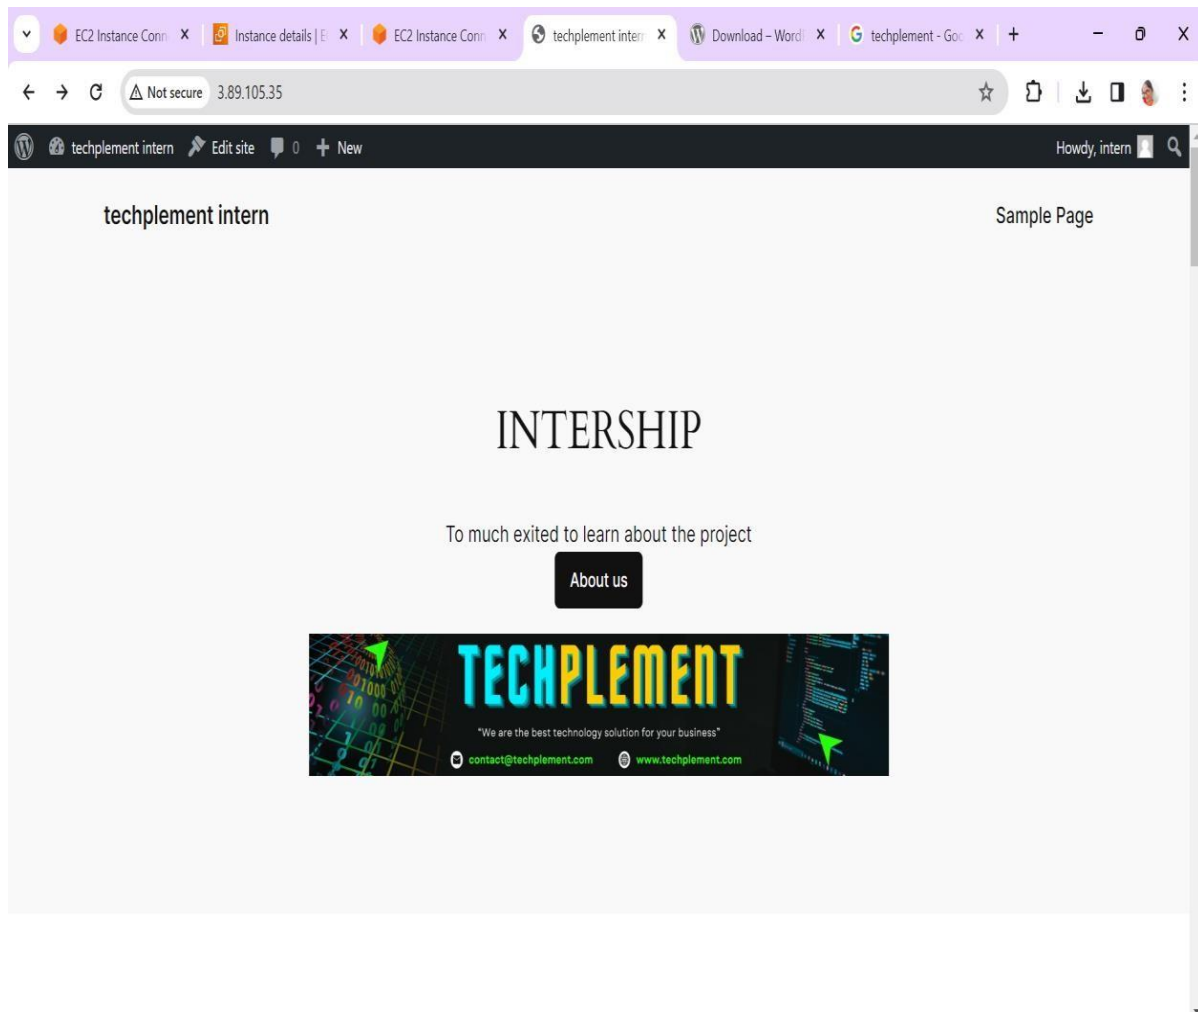 EC2 Instance Conn Instance details | E EC2 Instance Conn techplement intern Download – Word techplement - Goo
Not secure 3.89.105.35
techplement intern Edit site 0 New Howdy, intern
techplement intern Sample Page
INTERSHIP
To much exited to learn about the project
About us
TECHPLEMENT
"We are the best technology solution for your business"
contact@techplement.com www.techplement.com